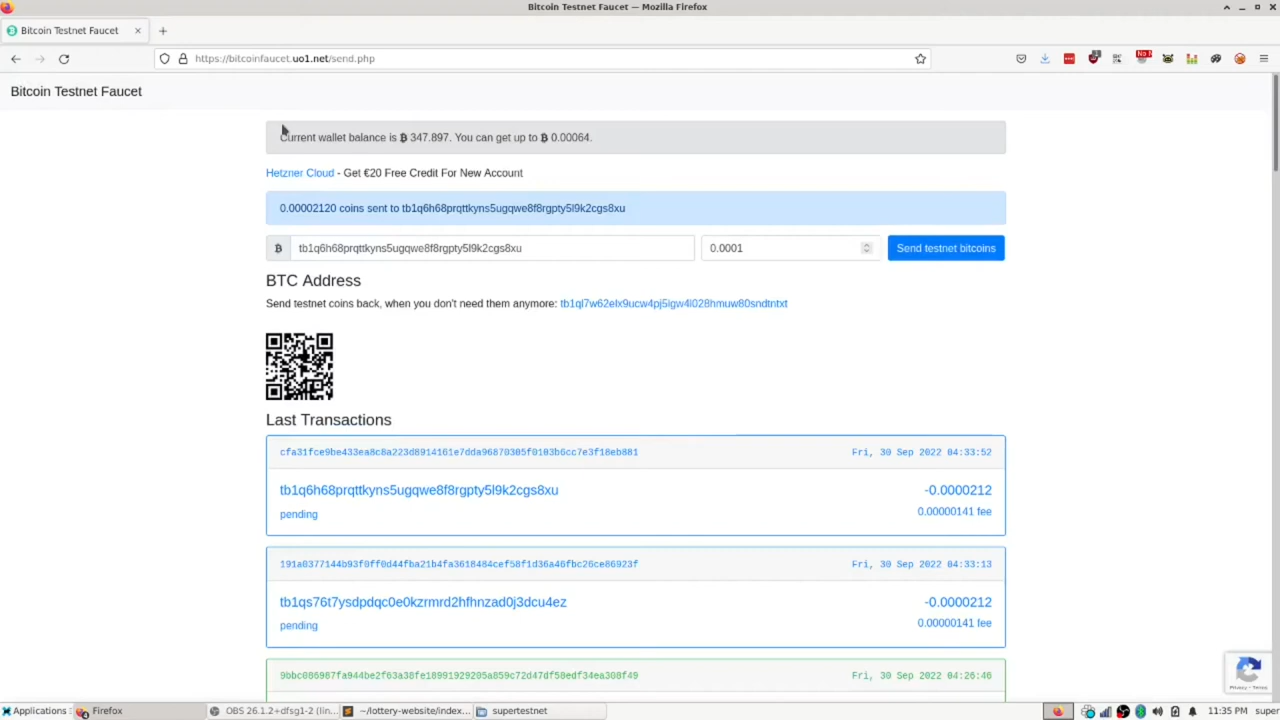 Bitcoin Testnet Faucet — Mozilla Firefox
Bitcoin Testnet Faucet
https://bitcoinfaucet.uo1.net/send.php
Bitcoin Testnet Faucet
Current wallet balance is ₿ 347.897. You can get up to ₿ 0.00064.
Hetzner Cloud - Get €20 Free Credit For New Account
0.00002120 coins sent to tb1q6h68prqttkyns5ugqwe8f8rgpty5l9k2cgs8xu
₿ tb1q6h68prqttkyns5ugqwe8f8rgpty5l9k2cgs8xu 0.0001 Send testnet bitcoins
BTC Address
Send testnet coins back, when you don't need them anymore: tb1ql7w62elx9ucw4pj5lgw4l028hmuw80sndtntxt
Last Transactions
cfa31fce9be433ea8c8a223d8914161e7dda96870305f0103b6cc7e3f18eb881 Fri, 30 Sep 2022 04:33:52
tb1q6h68prqttkyns5ugqwe8f8rgpty5l9k2cgs8xu -0.0000212
pending 0.00000141 fee
191a0377144b93f0ff0d44fba21b4fa3618484cef58f1d36a46fbc26ce86923f Fri, 30 Sep 2022 04:33:13
tb1qs76t7ysdpdqc0e0kzrmrd2hfhnzad0j3dcu4ez -0.0000212
pending 0.00000141 fee
9bbc086987fa944be2f63a38fe18991929205a859c72d47df58edf34ea308f49 Fri, 30 Sep 2022 04:26:46
Privacy - Terms
Applications Firefox OBS 26.1.2+dfsg1-2 (lin... ~/lottery-website/index... supertestnet 11:35 PM super